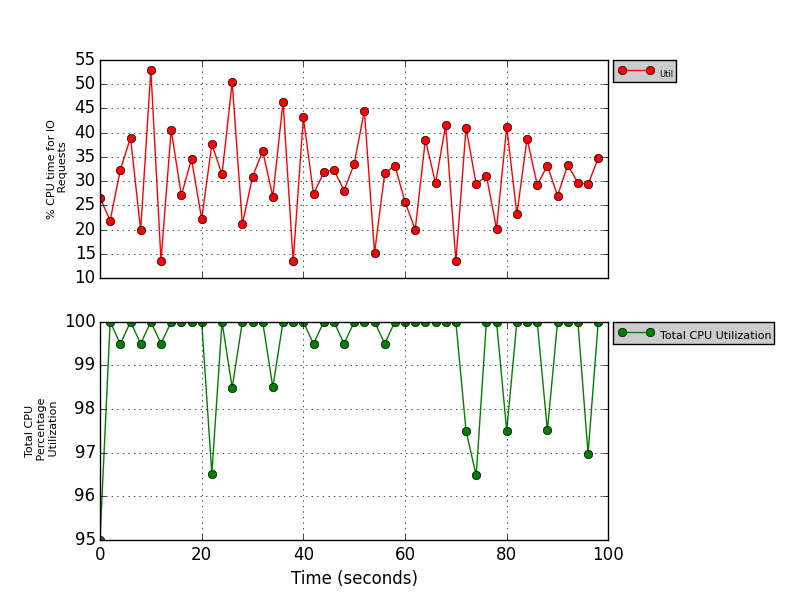 55
50
45
40
35
30
25
20
15
10
% CPU time for IO
Requests
Util
100
99
98
97
96
95
Total CPU
Percentage
Utilization
Total CPU Utilization
0 20 40 60 80 100
Time (seconds)